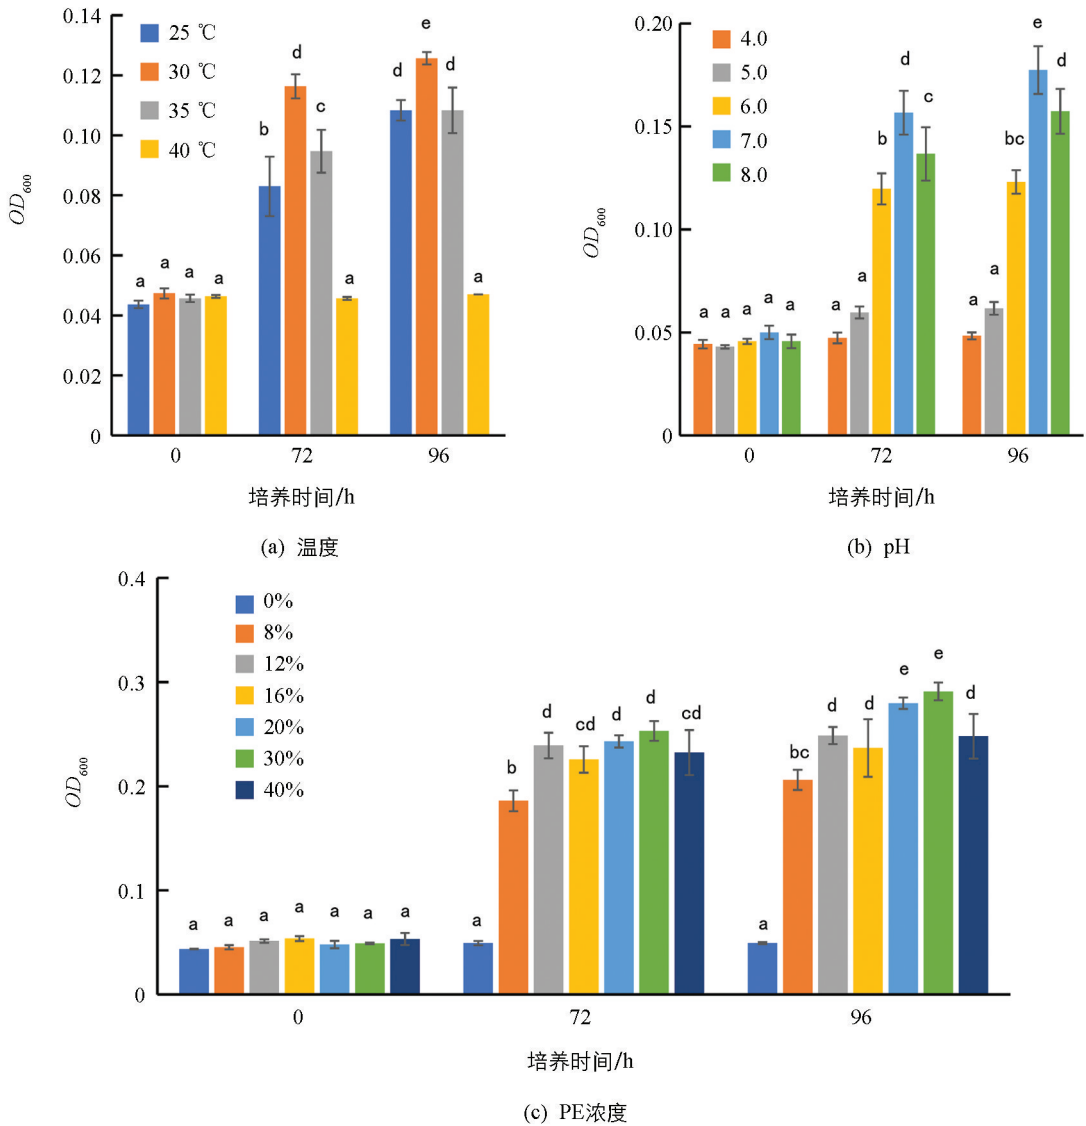 0.14
0.12
0.10
0.08
0.06
0.04
0.02
0
OD600
25 ℃
30 ℃
35 ℃
40 ℃
a a a a
b d c a
d e d a
0 72 96
培养时间/h
(a) 温度
0.20
0.15
0.10
0.05
0
OD600
4.0
5.0
6.0
7.0
8.0
a a a a a
a a b d c
a a bc e d
0 72 96
培养时间/h
(b) pH
0.4
0.3
0.2
0.1
0
OD600
0%
8%
12%
16%
20%
30%
40%
a a a a a a a
a b d cd d d cd
a bc d d e e d
0 72 96
培养时间/h
(c) PE浓度